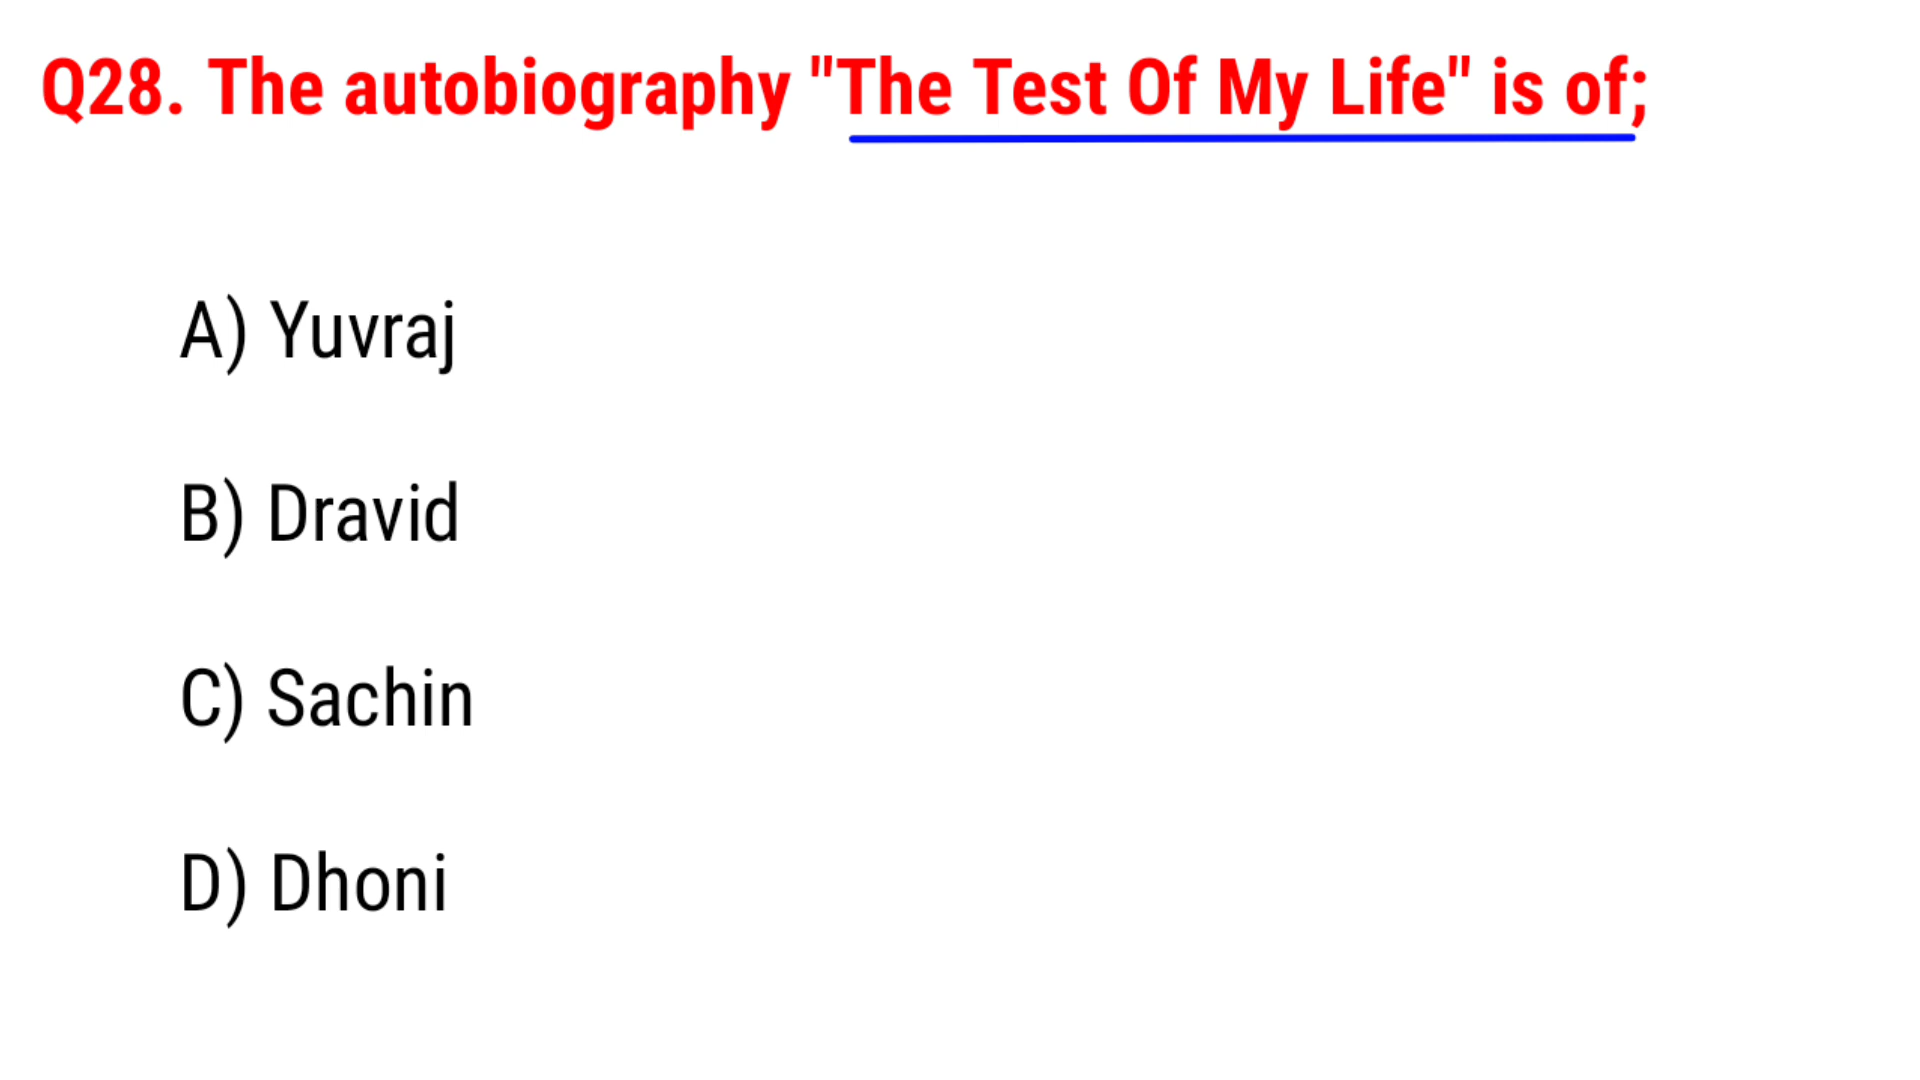 Q28. The autobiography "The Test Of My Life" is of;
A) Yuvraj
B) Dravid
C) Sachin
D) Dhoni